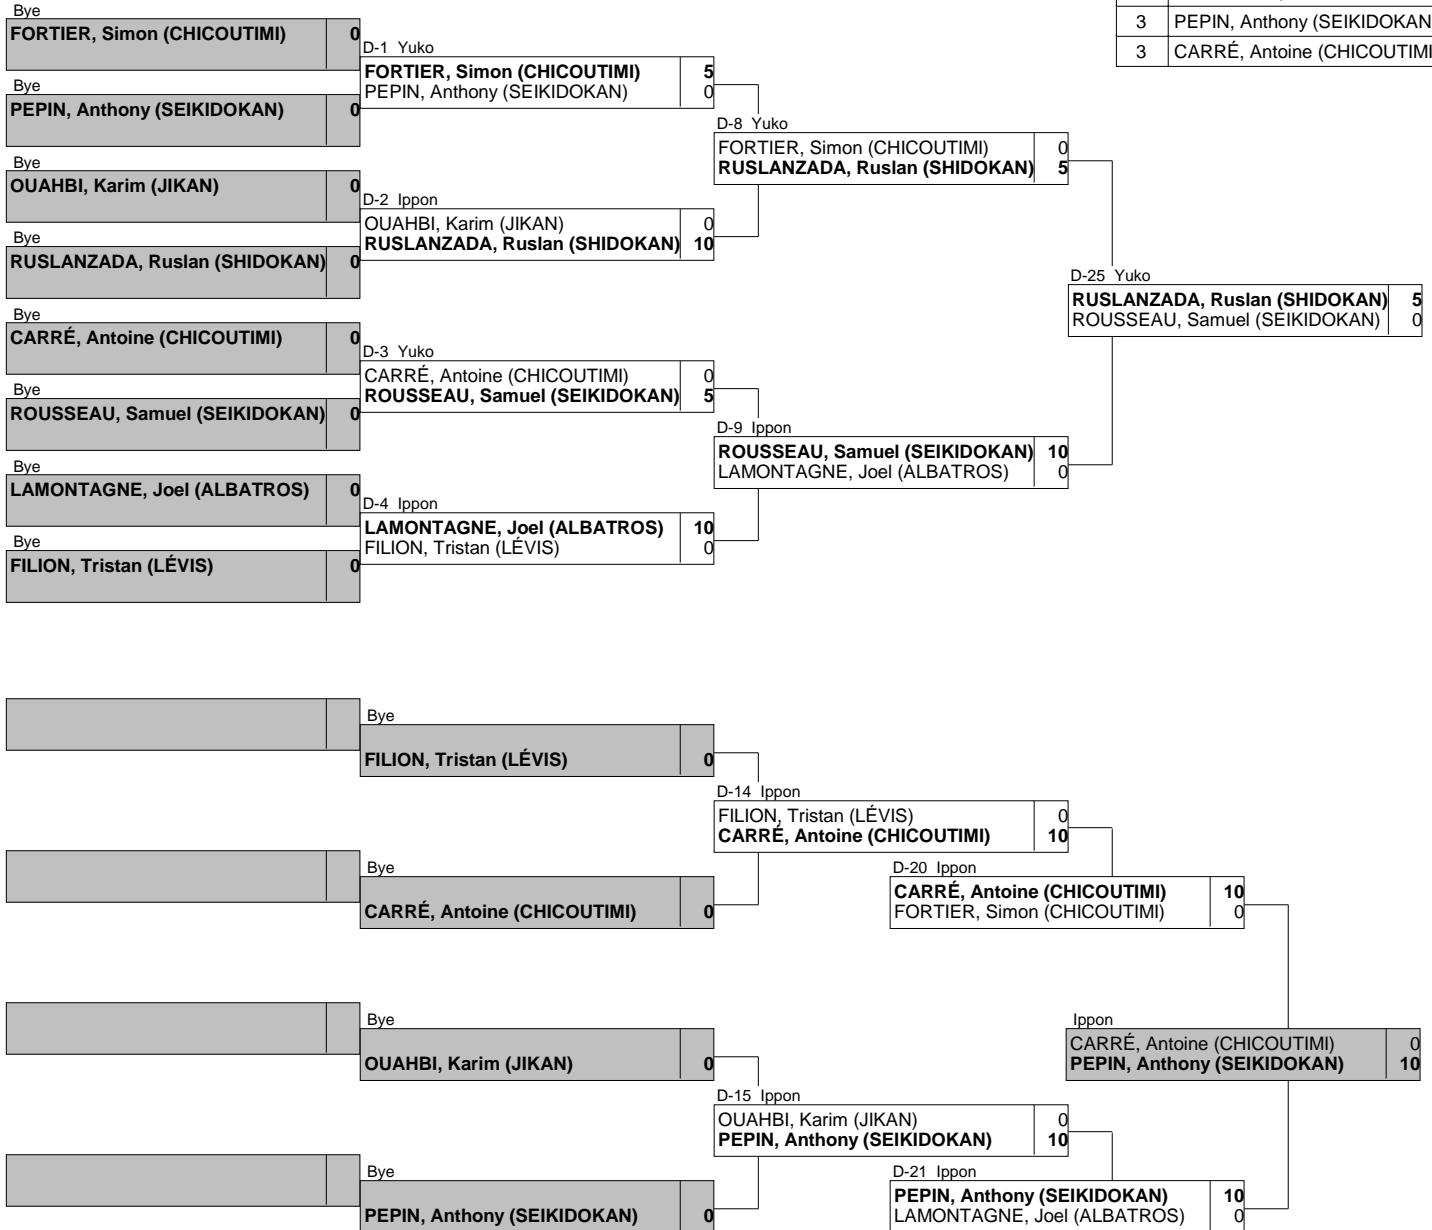 3 PEPIN, Anthony (SEIKIDOKAN
3 CARRÉ, Antoine (CHICOUTIMI
Bye
FORTIER, Simon (CHICOUTIMI) 0
Bye
PEPIN, Anthony (SEIKIDOKAN) 0
Bye
OUAHBI, Karim (JIKAN) 0
Bye
RUSLANZADA, Ruslan (SHIDOKAN) 0
Bye
CARRÉ, Antoine (CHICOUTIMI) 0
Bye
ROUSSEAU, Samuel (SEIKIDOKAN) 0
Bye
LAMONTAGNE, Joel (ALBATROS) 0
Bye
FILION, Tristan (LÉVIS) 0
D-1 Yuko
FORTIER, Simon (CHICOUTIMI) 5
PEPIN, Anthony (SEIKIDOKAN) 0
D-2 Ippon
OUAHBI, Karim (JIKAN) 0
RUSLANZADA, Ruslan (SHIDOKAN) 10
D-3 Yuko
CARRÉ, Antoine (CHICOUTIMI) 0
ROUSSEAU, Samuel (SEIKIDOKAN) 5
D-4 Ippon
LAMONTAGNE, Joel (ALBATROS) 10
FILION, Tristan (LÉVIS) 0
D-8 Yuko
FORTIER, Simon (CHICOUTIMI) 0
RUSLANZADA, Ruslan (SHIDOKAN) 5
D-9 Ippon
ROUSSEAU, Samuel (SEIKIDOKAN) 10
LAMONTAGNE, Joel (ALBATROS) 0
D-25 Yuko
RUSLANZADA, Ruslan (SHIDOKAN) 5
ROUSSEAU, Samuel (SEIKIDOKAN) 0
Bye
FILION, Tristan (LÉVIS) 0
Bye
CARRÉ, Antoine (CHICOUTIMI) 0
Bye
OUAHBI, Karim (JIKAN) 0
Bye
PEPIN, Anthony (SEIKIDOKAN) 0
D-14 Ippon
FILION, Tristan (LÉVIS) 0
CARRÉ, Antoine (CHICOUTIMI) 10
D-15 Ippon
OUAHBI, Karim (JIKAN) 0
PEPIN, Anthony (SEIKIDOKAN) 10
D-20 Ippon
CARRÉ, Antoine (CHICOUTIMI) 10
FORTIER, Simon (CHICOUTIMI) 0
D-21 Ippon
PEPIN, Anthony (SEIKIDOKAN) 10
LAMONTAGNE, Joel (ALBATROS) 0
Ippon
CARRÉ, Antoine (CHICOUTIMI) 0
PEPIN, Anthony (SEIKIDOKAN) 10